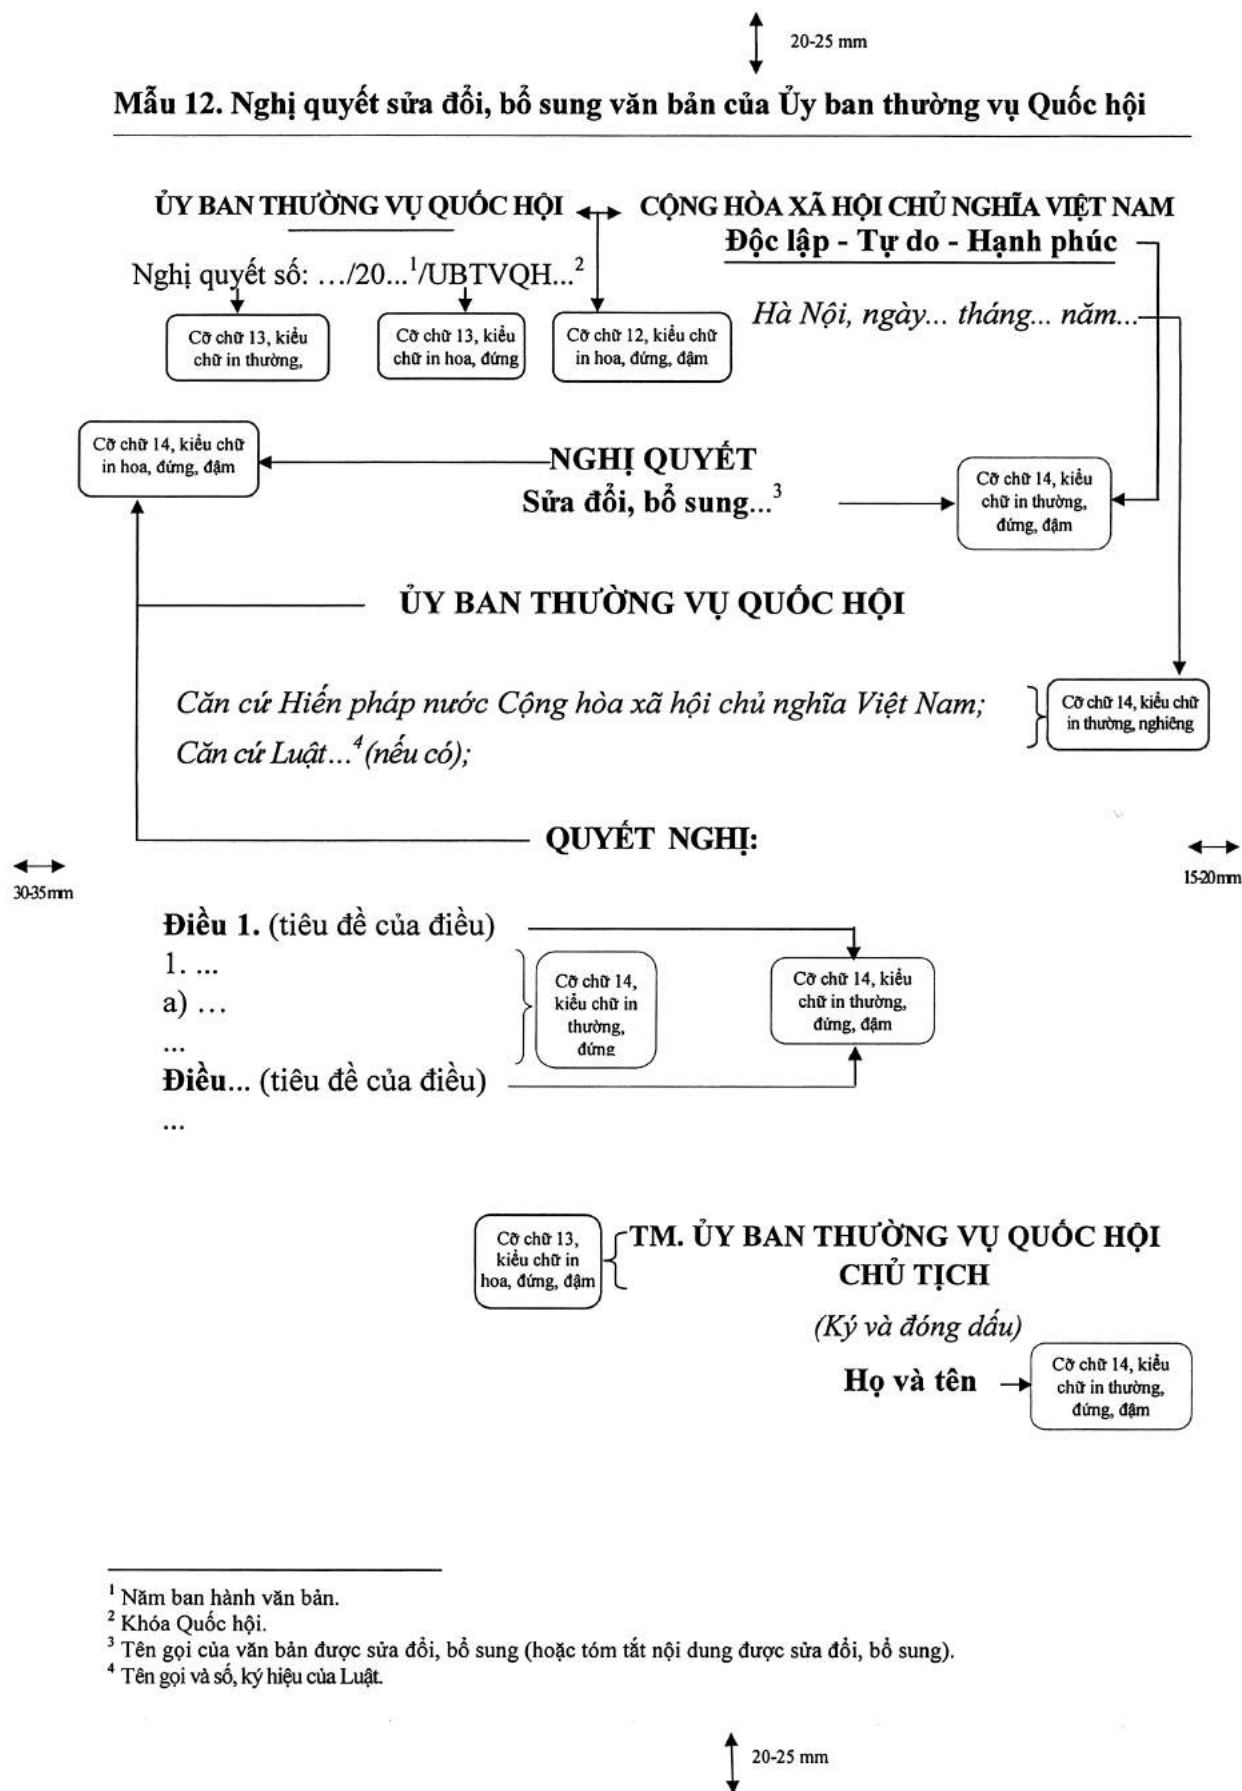 20-25 mm
Mẫu 12. Nghị quyết sửa đổi, bổ sung văn bản của Ủy ban thường vụ Quốc hội
ỦY BAN THƯỜNG VỤ QUỐC HỘI
CỘNG HÒA XÃ HỘI CHỦ NGHĨA VIỆT NAM
Độc lập - Tự do - Hạnh phúc
Nghị quyết số: .../20...¹/UBTVQH...²
Hà Nội, ngày... tháng... năm...
Cỡ chữ 13, kiểu
chữ in thường,
Cỡ chữ 13, kiểu
chữ in hoa, đứng
Cỡ chữ 12, kiểu chữ
in hoa, đứng, đậm
Cỡ chữ 14, kiểu chữ
in hoa, đứng, đậm
NGHỊ QUYẾT
Sửa đổi, bổ sung...³
Cỡ chữ 14, kiểu
chữ in thường,
đứng, đậm
ỦY BAN THƯỜNG VỤ QUỐC HỘI
Căn cứ Hiến pháp nước Cộng hòa xã hội chủ nghĩa Việt Nam;
Căn cứ Luật...⁴ (nếu có);
Cỡ chữ 14, kiểu chữ
in thường, nghiêng
QUYẾT NGHỊ:
30-35mm
15-20mm
Điều 1. (tiêu đề của điều)
1. ...
a) ...
...
Điều... (tiêu đề của điều)
...
Cỡ chữ 14,
kiểu chữ in
thường,
đứng
Cỡ chữ 14, kiểu
chữ in thường,
đứng, đậm
Cỡ chữ 13,
kiểu chữ in
hoa, đứng, đậm
TM. ỦY BAN THƯỜNG VỤ QUỐC HỘI
CHỦ TỊCH
(Ký và đóng dấu)
Họ và tên
Cỡ chữ 14, kiểu
chữ in thường,
đứng, đậm
¹ Năm ban hành văn bản.
² Khóa Quốc hội.
³ Tên gọi của văn bản được sửa đổi, bổ sung (hoặc tóm tắt nội dung được sửa đổi, bổ sung).
⁴ Tên gọi và số, ký hiệu của Luật.
20-25 mm